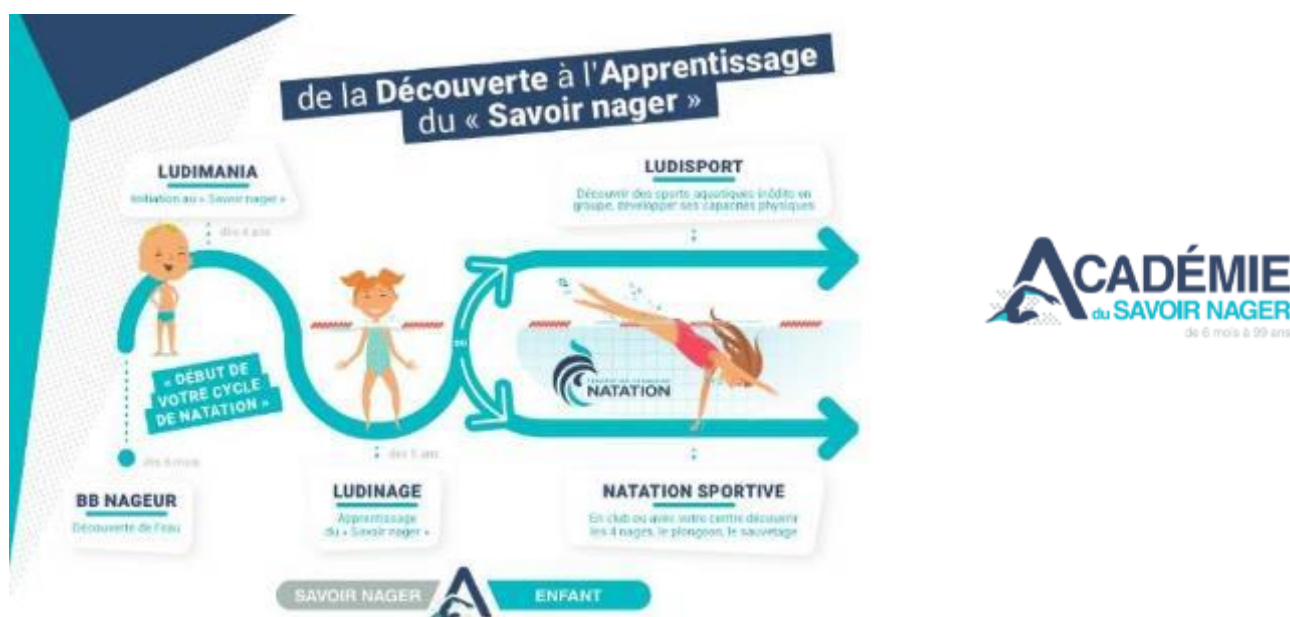 de la Découverte à l'Apprentissage
du « Savoir nager »
LUDIMANIA
Initiation au « Savoir nager »
dès 4 ans
LUDISPORT
Découvrir des sports aquatiques inédits en
groupe, développer ses capacités physiques
« DÉBUT DE
VOTRE CYCLE
DE NATATION »
OU
NATATION
dès 6 mois
BB NAGEUR
Découverte de l'eau
dès 5 ans
LUDINAGE
Apprentissage
du « Savoir nager »
NATATION SPORTIVE
En club ou avec votre centre découvrir
les 4 nages, le plongeon, le sauvetage
SAVOIR NAGER
ENFANT
ACADÉMIE
du SAVOIR NAGER
de 6 mois à 99 ans